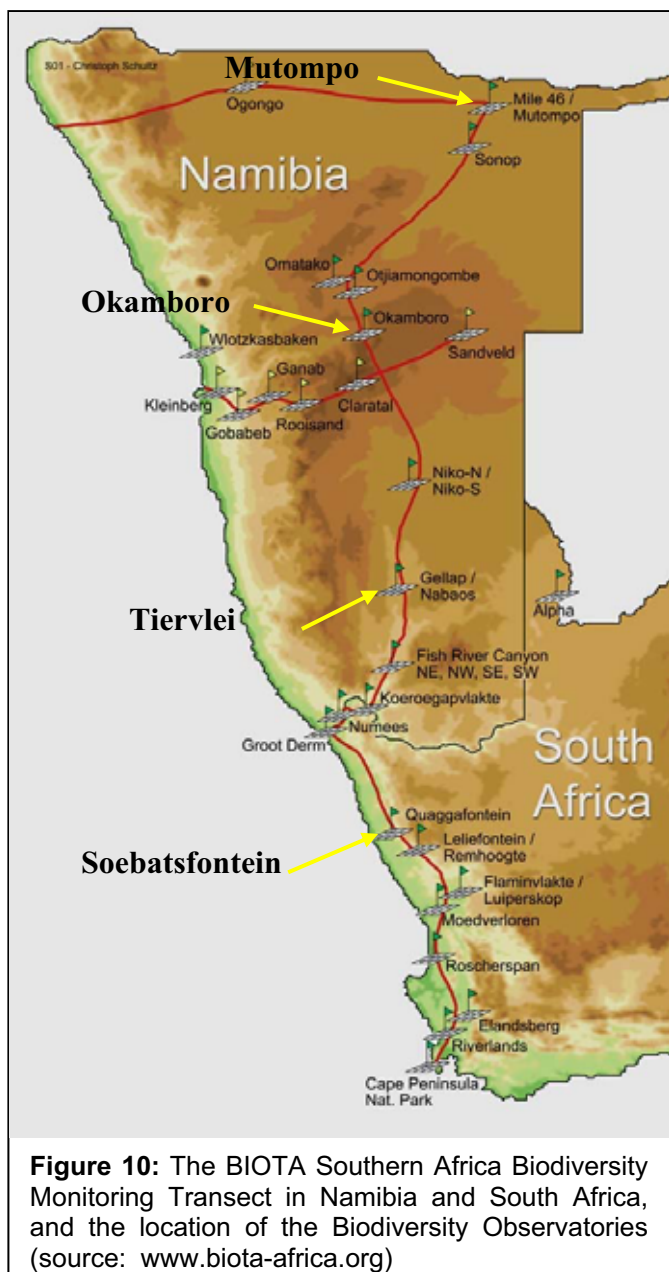 S01 - Christoph Schultz
Mutompo
Ogongo
Mile 46 /
Mutompo
Sonop
Namibia
Omatako
Otjiamongombe
Okamboro
Okamboro
Wlotzkasbaken
Sandveld
Ganab
Kleinberg
Claratal
Rooisand
Gobabeb
Niko-N /
Niko-S
Gellap /
Nabaos
Alpha
Tiervlei
Fish River Canyon
NE, NW, SE, SW
Koeroegapvlakte
Numees
Groot Derm
South
Africa
Quaggafontein
Soebatsfontein
Leliefontein /
Remhoogte
Flaminvlakte /
Luiperskop
Moedverloren
Roscherspan
Elandsberg
Riverlands
Cape Peninsula
Nat. Park
Figure 10: The BIOTA Southern Africa Biodiversity
Monitoring Transect in Namibia and South Africa,
and the location of the Biodiversity Observatories
(source: www.biota-africa.org)